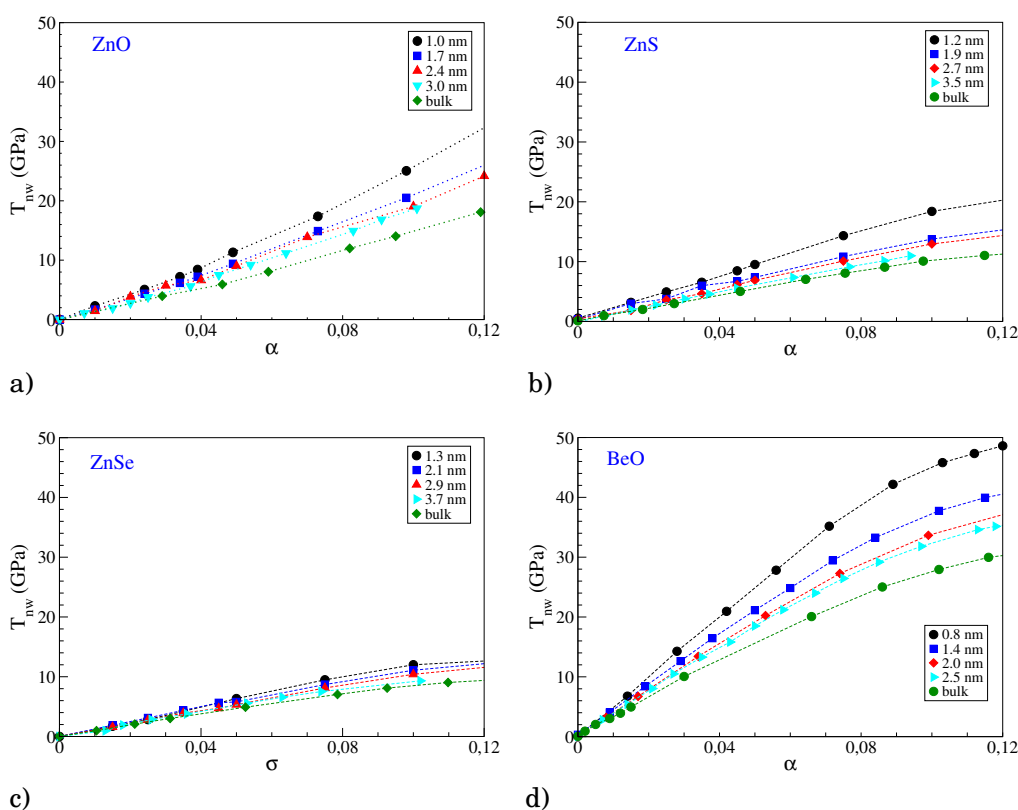 50
40
30
20
10
0
T_nw (GPa)
ZnO
1.0 nm
1.7 nm
2.4 nm
3.0 nm
bulk
0
0,04
0,08
0,12
α
a)
50
40
30
20
10
0
T_nw (GPa)
ZnS
1.2 nm
1.9 nm
2.7 nm
3.5 nm
bulk
0
0,04
0,08
0,12
α
b)
50
40
30
20
10
0
T_nw (GPa)
ZnSe
1.3 nm
2.1 nm
2.9 nm
3.7 nm
bulk
0
0,04
0,08
0,12
σ
c)
50
40
30
20
10
0
T_nw (GPa)
BeO
0.8 nm
1.4 nm
2.0 nm
2.5 nm
bulk
0
0,04
0,08
0,12
α
d)